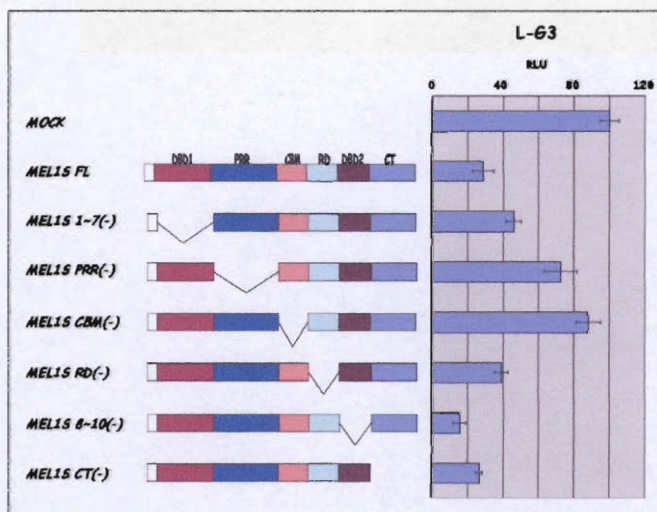 L-G3
RLU
0 40 80 120
MOCK
DBD1 PRR CBM RD DBD2 CT
MEL1S FL
MEL1S 1~7(-)
MEL1S PRR(-)
MEL1S CBM(-)
MEL1S RD(-)
MEL1S 8~10(-)
MEL1S CT(-)